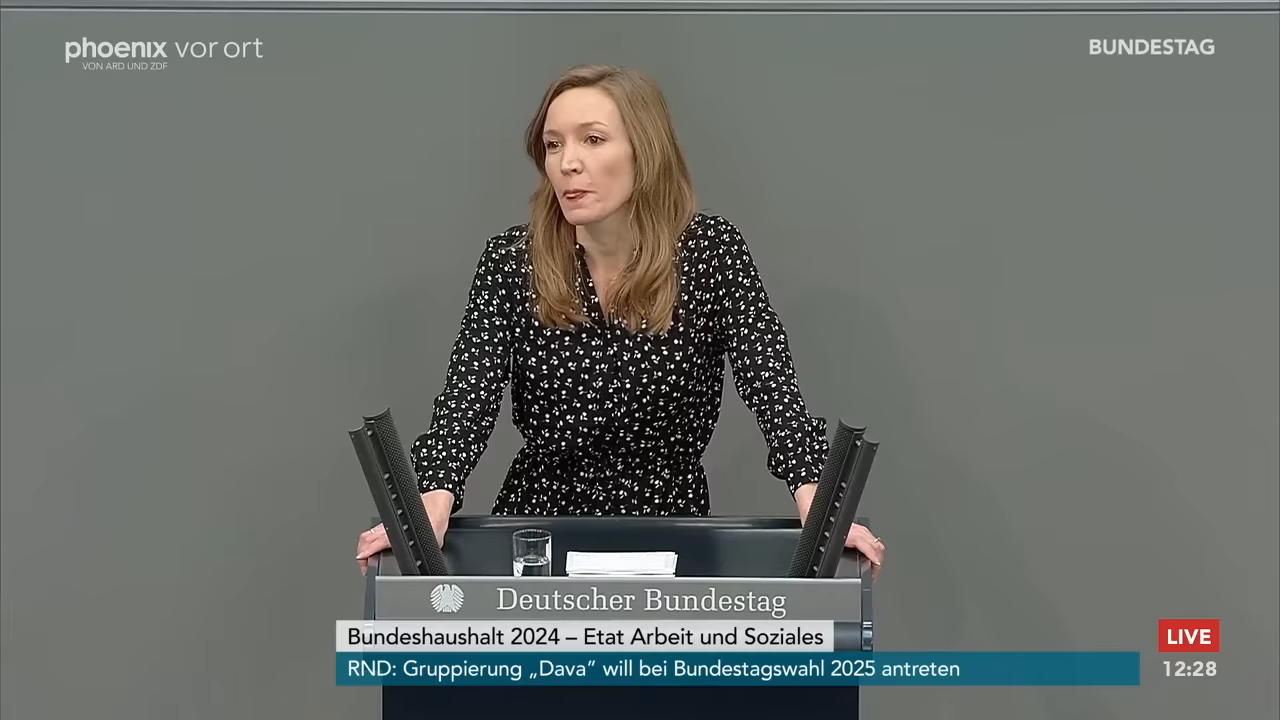 phoenix vor ort
VON ARD UND ZDF
BUNDESTAG
Deutscher Bundestag
Bundeshaushalt 2024 – Etat Arbeit und Soziales
LIVE
RND: Gruppierung „Dava“ will bei Bundestagswahl 2025 antreten
12:28